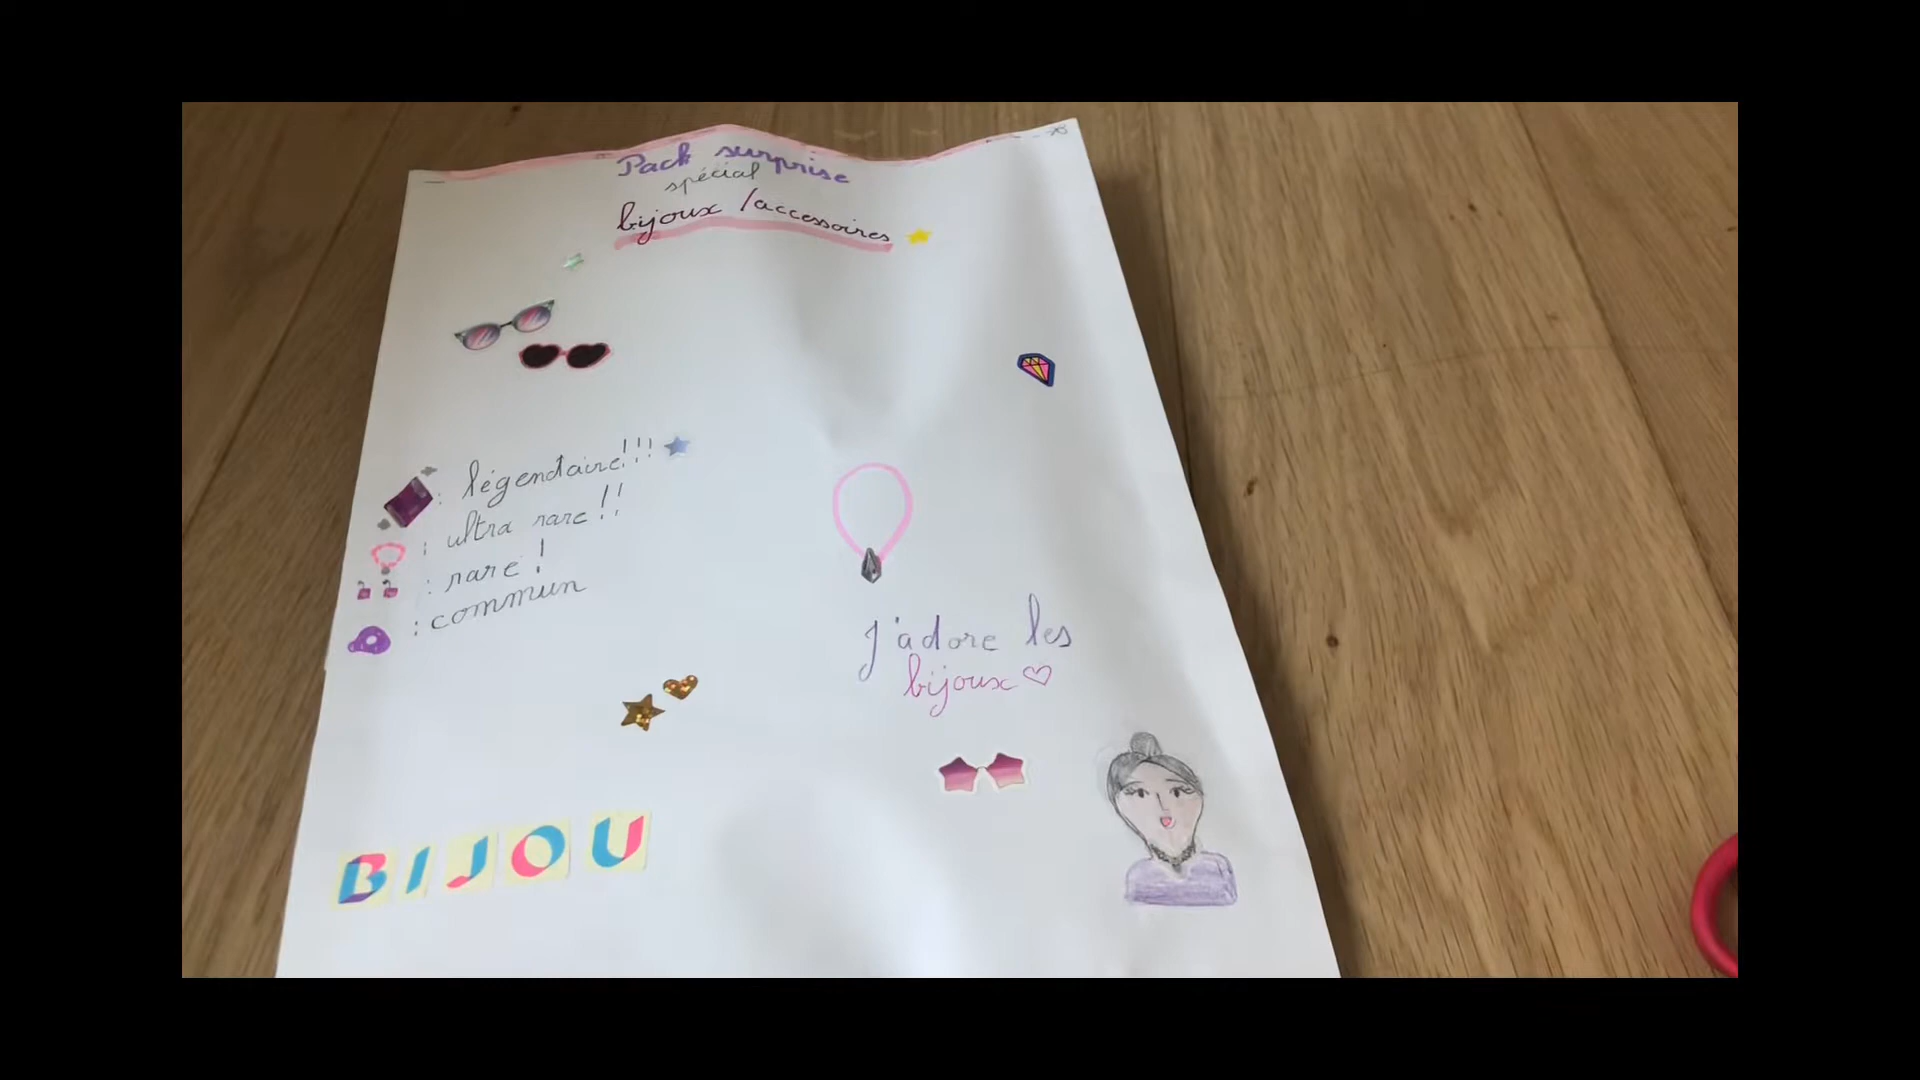 Pack surprise
spécial
bijoux /accessoires
: légendaire!!!
: ultra rare!!
: rare!
: commun
J'adore les
bijoux♡
BIJOU